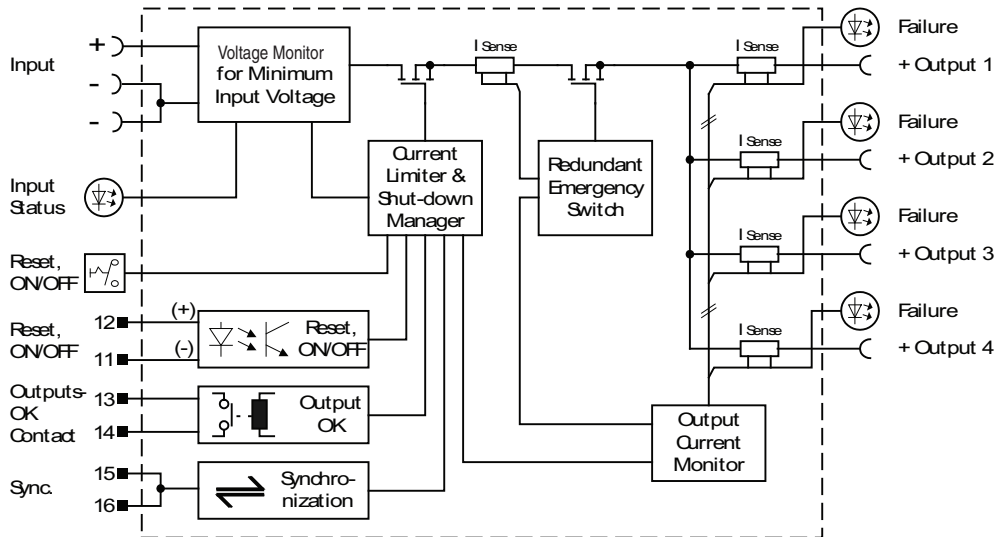 Input
+
-
-
Voltage Monitor
for Minimum
Input Voltage
I Sense
I Sense
Failure
+ Output 1
Failure
I Sense
+ Output 2
Failure
I Sense
+ Output 3
Failure
I Sense
+ Output 4
Input
Status
Current
Limiter &
Shut-down
Manager
Redundant
Emergency
Switch
Reset,
ON/OFF
Reset,
ON/OFF
12
(+)
11
(-)
Reset,
ON/OFF
Outputs-
OK
Contact
13
14
Output
OK
Output
Current
Monitor
Sync.
15
16
Synchro-
nization